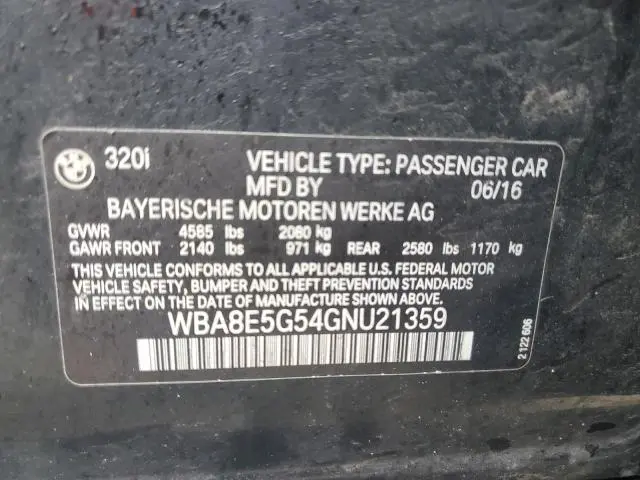 BMW 320i VEHICLE TYPE: PASSENGER CAR
MFD BY 06/16
BAYERISCHE MOTOREN WERKE AG
GVWR 4585 lbs 2080 kg
GAWR FRONT 2140 lbs 971 kg REAR 2580 lbs 1170 kg
THIS VEHICLE CONFORMS TO ALL APPLICABLE U.S. FEDERAL MOTOR
VEHICLE SAFETY, BUMPER AND THEFT PREVENTION STANDARDS
IN EFFECT ON THE DATE OF MANUFACTURE SHOWN ABOVE.
WBA8E5G54GNU21359
2 122 606